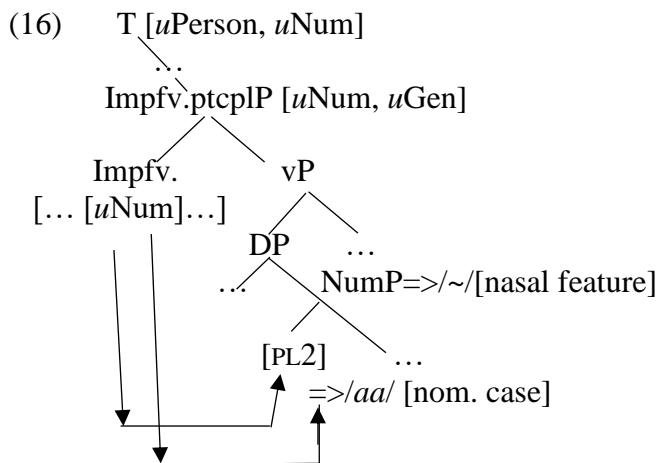 (16) T [uPerson, uNum]
…
Impfv.ptcplP [uNum, uGen]
Impfv. vP
[… [uNum]…]
DP …
… NumP=>/~/[nasal feature]
[PL2] …
=>/aa/ [nom. case]